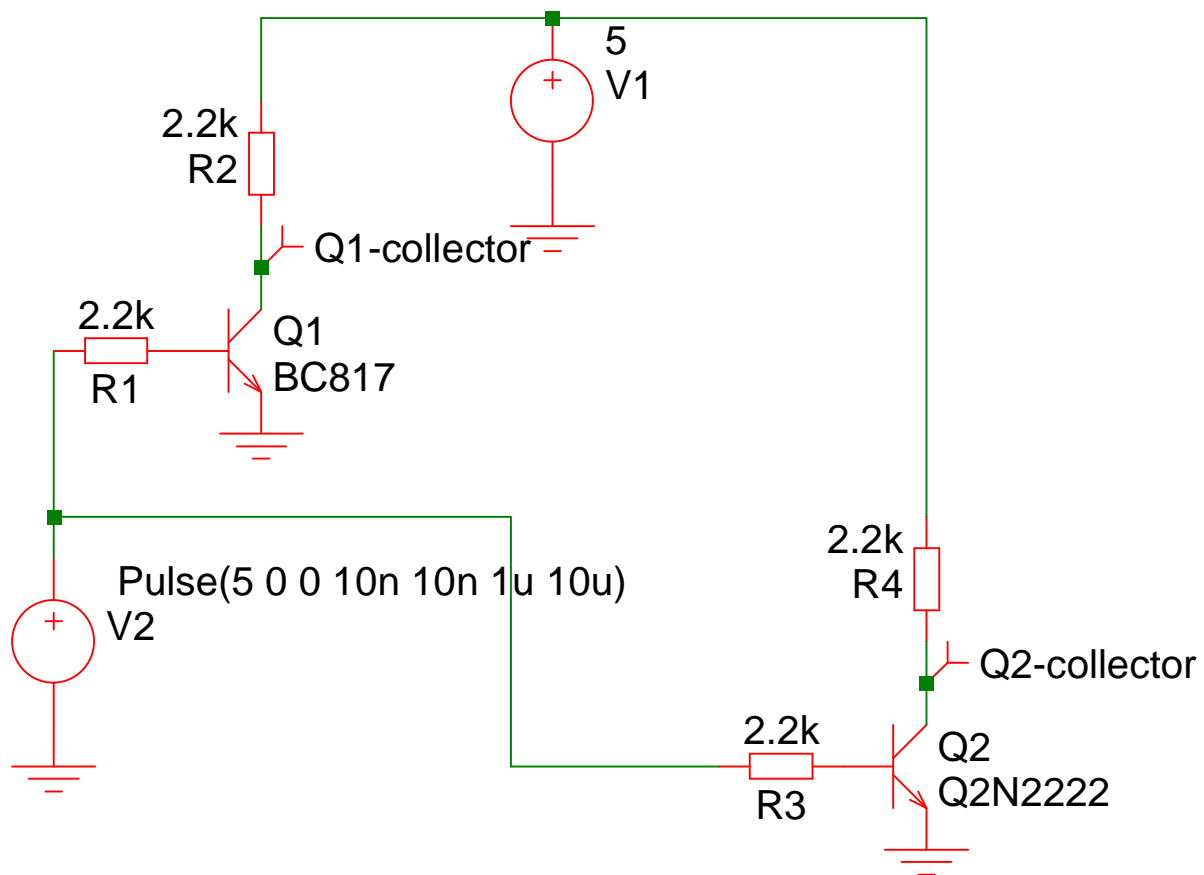 5
V1
+
2.2k
R2
Q1-collector
2.2k
R1
Q1
BC817
Pulse(5 0 0 10n 10n 1u 10u)
V2
+
2.2k
R4
Q2-collector
2.2k
R3
Q2
Q2N2222